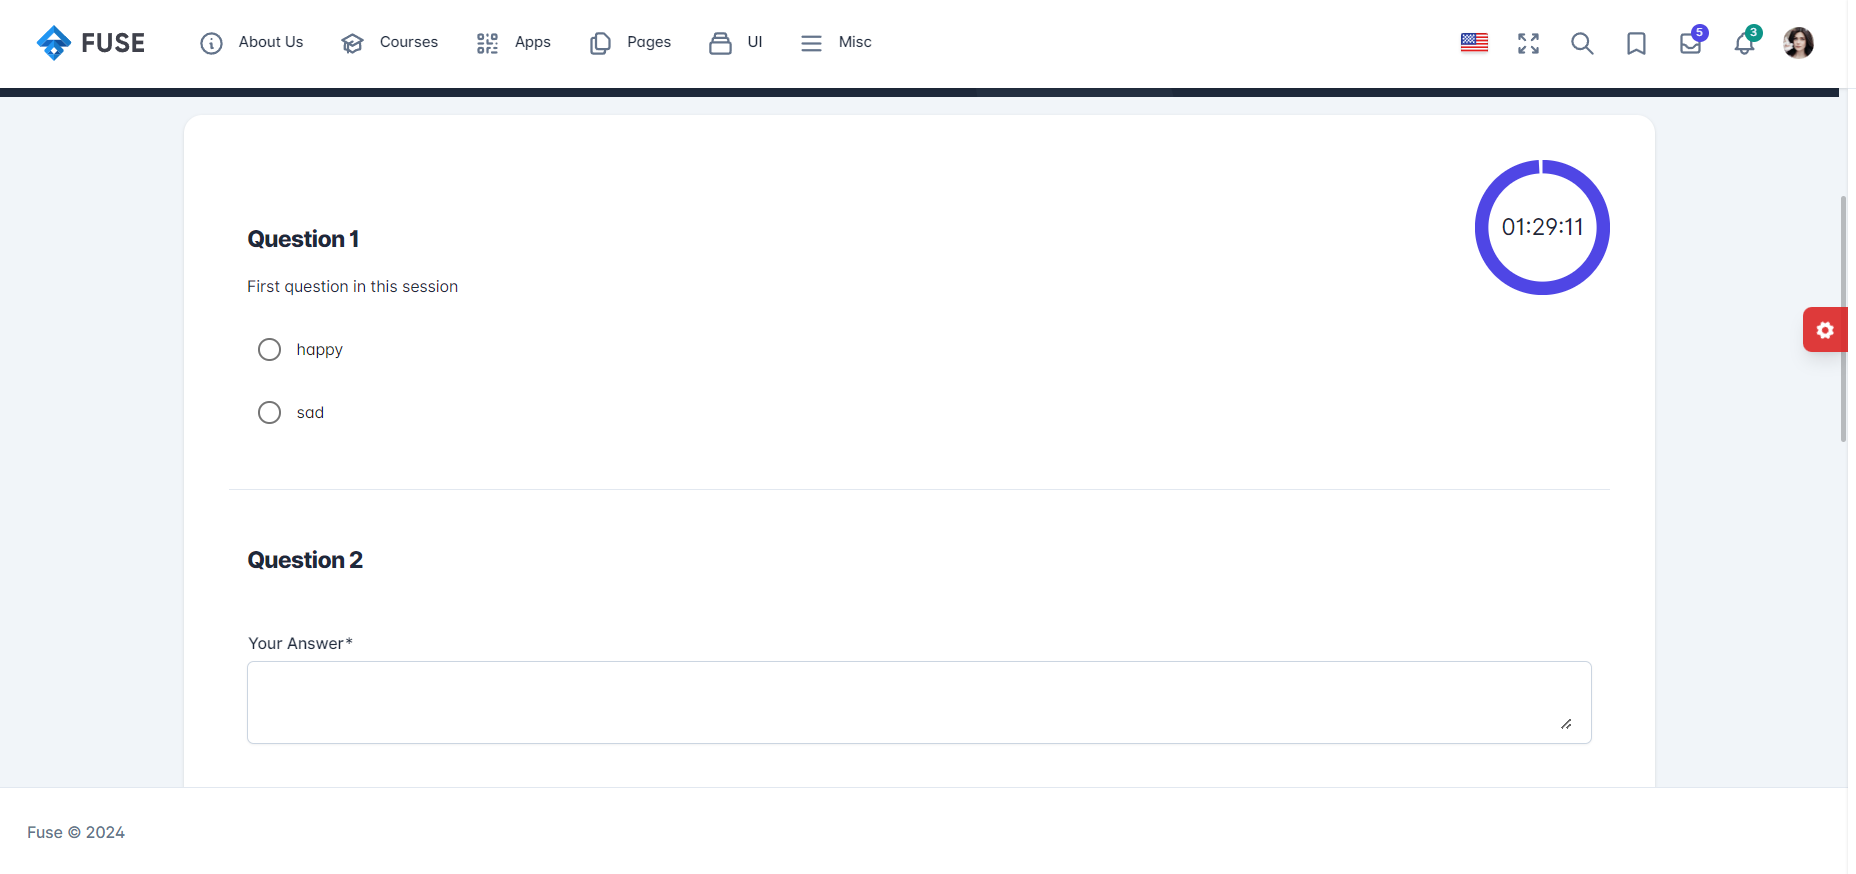 FUSE About Us Courses Apps Pages UI Misc 5 3
01:29:11
Question 1
First question in this session
happy
sad
Question 2
Your Answer*
Fuse © 2024